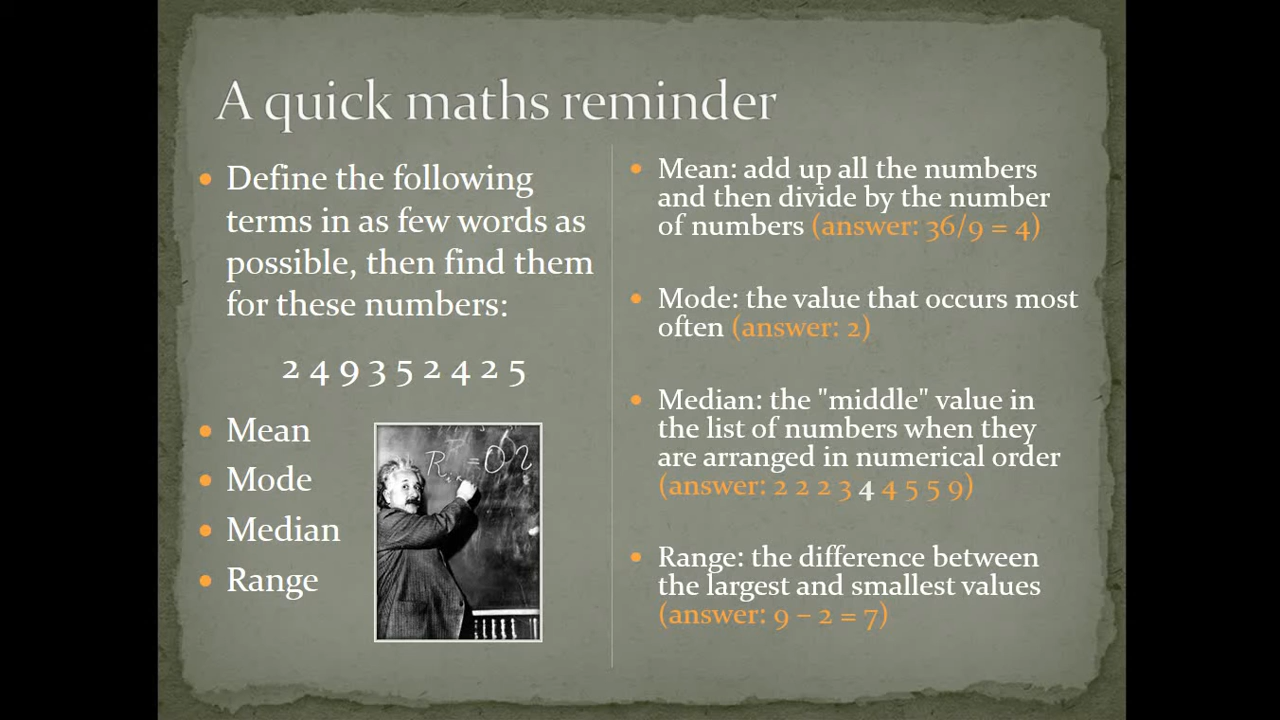 A quick maths reminder
• Define the following
terms in as few words as
possible, then find them
for these numbers:
2 4 9 3 5 2 4 2 5
• Mean
• Mode
• Median
• Range
• Mean: add up all the numbers
and then divide by the number
of numbers (answer: 36/9 = 4)
• Mode: the value that occurs most
often (answer: 2)
• Median: the "middle" value in
the list of numbers when they
are arranged in numerical order
(answer: 2 2 2 3 4 4 5 5 9)
• Range: the difference between
the largest and smallest values
(answer: 9 – 2 = 7)